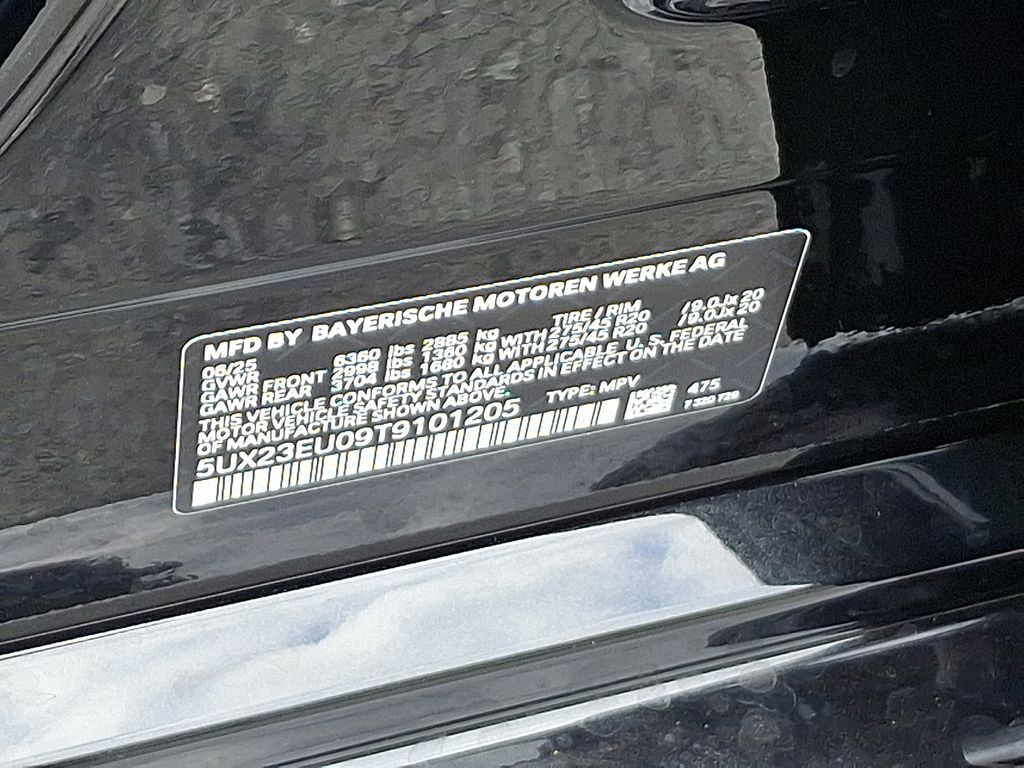 MFD BY BAYERISCHE MOTOREN WERKE AG
06/25 TIRE/RIM
GVWR 6360 lbs 2885 kg
GAWR FRONT 2998 lbs 1360 kg WITH 275/45 R20 /9.0Jx20
GAWR REAR 3704 lbs 1680 kg WITH 275/45 R20 /9.0Jx20
THIS VEHICLE CONFORMS TO ALL APPLICABLE U.S. FEDERAL
MOTOR VEHICLE SAFETY STANDARDS IN EFFECT ON THE DATE
OF MANUFACTURE SHOWN ABOVE.
5UX23EU09T9101205 TYPE: MPV 475
7 320 726